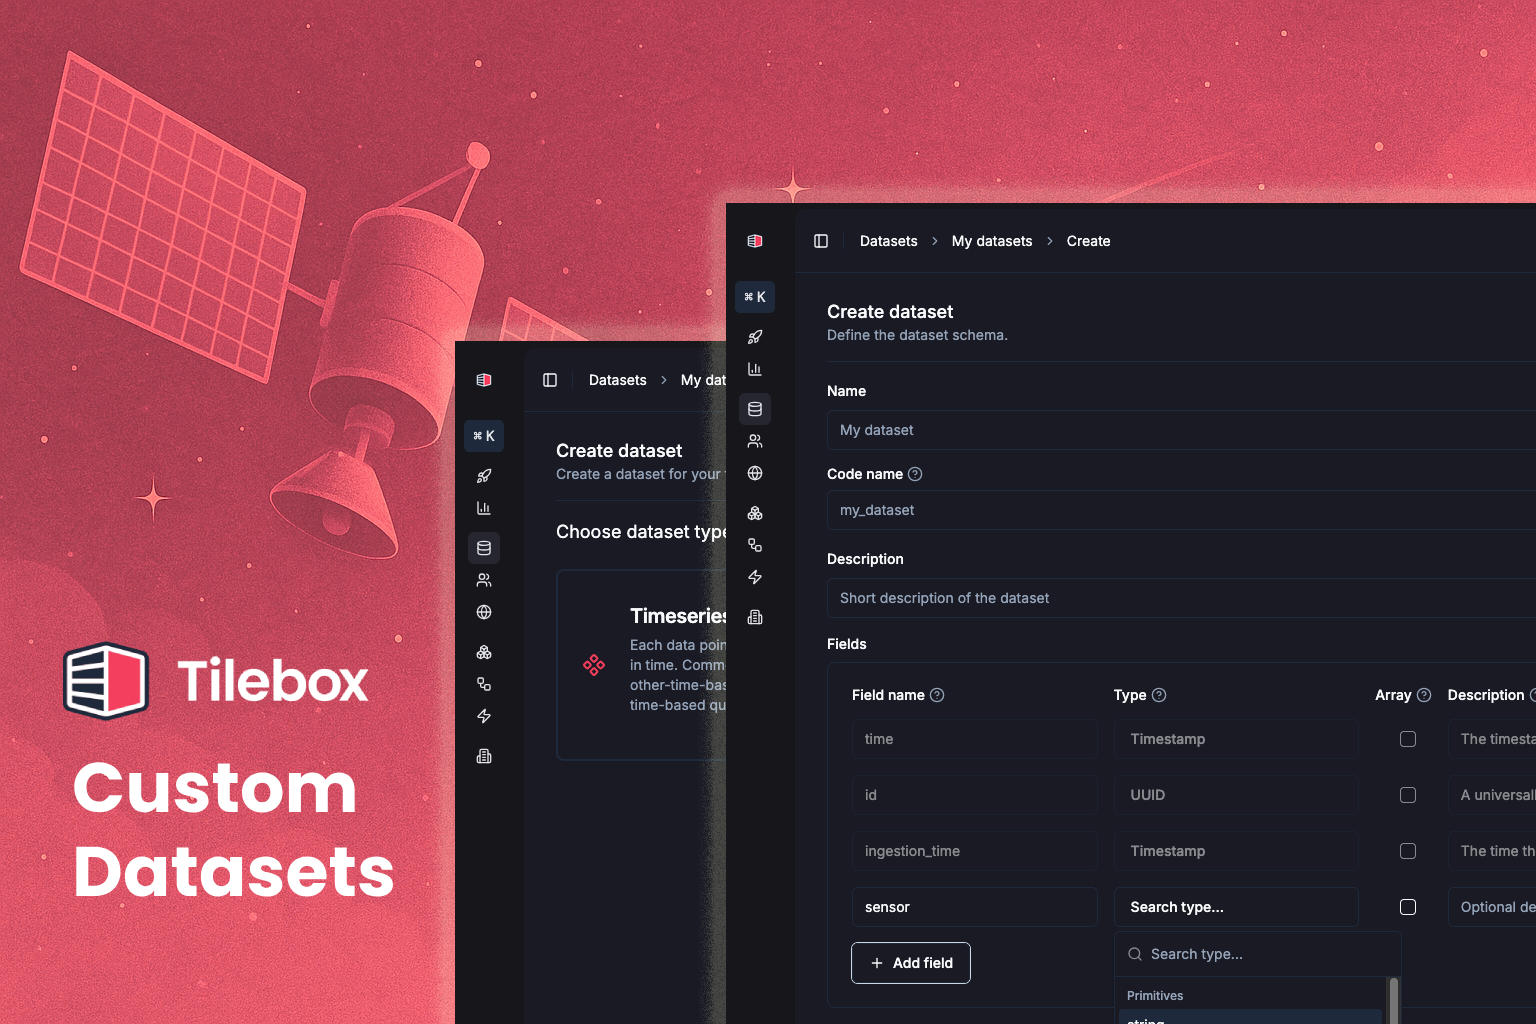 Tilebox
Custom
Datasets
⌘ K
Datasets > My dat
Create dataset
Create a dataset for your
Choose dataset type
Timeseries
Each data poin
in time. Comm
other-time-bas
time-based qu
⌘ K
Datasets > My datasets > Create
Create dataset
Define the dataset schema.
Name
My dataset
Code name
my_dataset
Description
Short description of the dataset
Fields
Field name Type Array Description
time Timestamp The timesta
id UUID A universall
ingestion_time Timestamp The time th
sensor Search type... Optional de
+ Add field
Search type...
Primitives
string